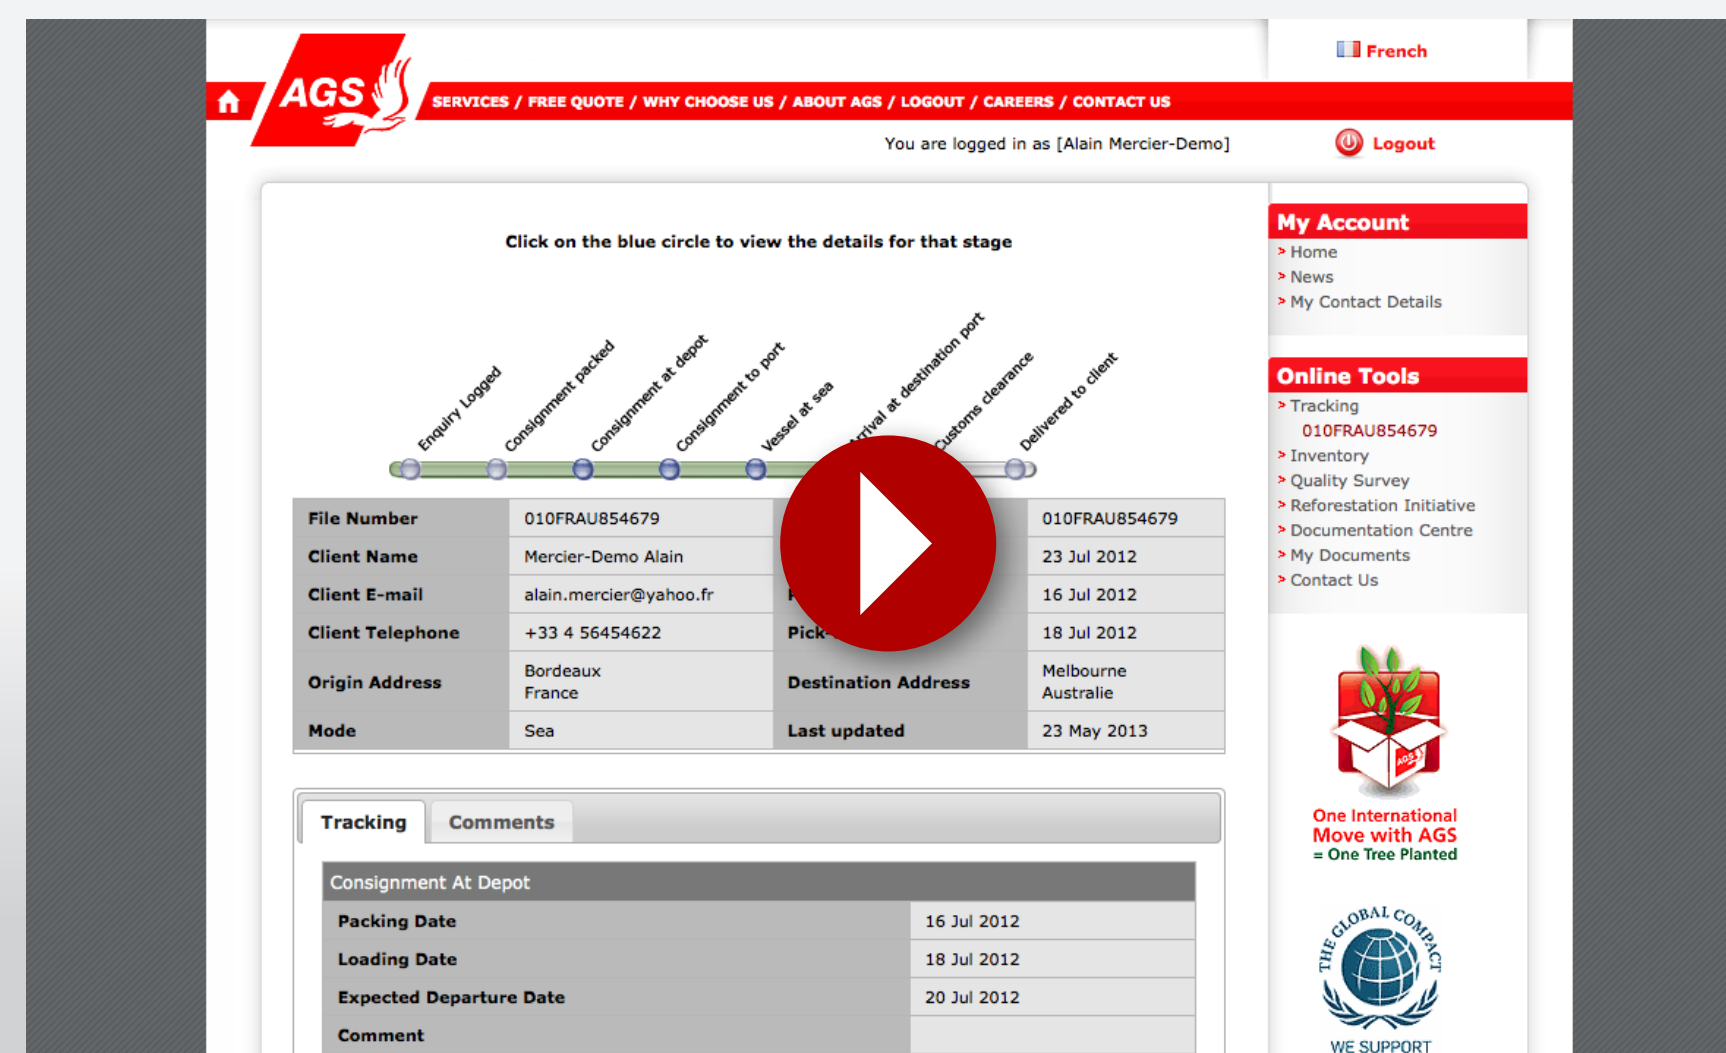 French
AGS
SERVICES / FREE QUOTE / WHY CHOOSE US / ABOUT AGS / LOGOUT / CAREERS / CONTACT US
You are logged in as [Alain Mercier-Demo]
Logout
Click on the blue circle to view the details for that stage
Enquiry Logged
Consignment packed
Consignment at depot
Consignment to port
Vessel at sea
Arrival at destination port
Customs clearance
Delivered to client
File Number 010FRAU854679 010FRAU854679
Client Name Mercier-Demo Alain 23 Jul 2012
Client E-mail alain.mercier@yahoo.fr 16 Jul 2012
Client Telephone +33 4 56454622 Pick- 18 Jul 2012
Origin Address Bordeaux Destination Address Melbourne
France Australie
Mode Sea Last updated 23 May 2013
Tracking Comments
Consignment At Depot
Packing Date 16 Jul 2012
Loading Date 18 Jul 2012
Expected Departure Date 20 Jul 2012
Comment
My Account
> Home
> News
> My Contact Details
Online Tools
> Tracking
010FRAU854679
> Inventory
> Quality Survey
> Reforestation Initiative
> Documentation Centre
> My Documents
> Contact Us
AGS
One International
Move with AGS
= One Tree Planted
THE GLOBAL COMPACT
WE SUPPORT